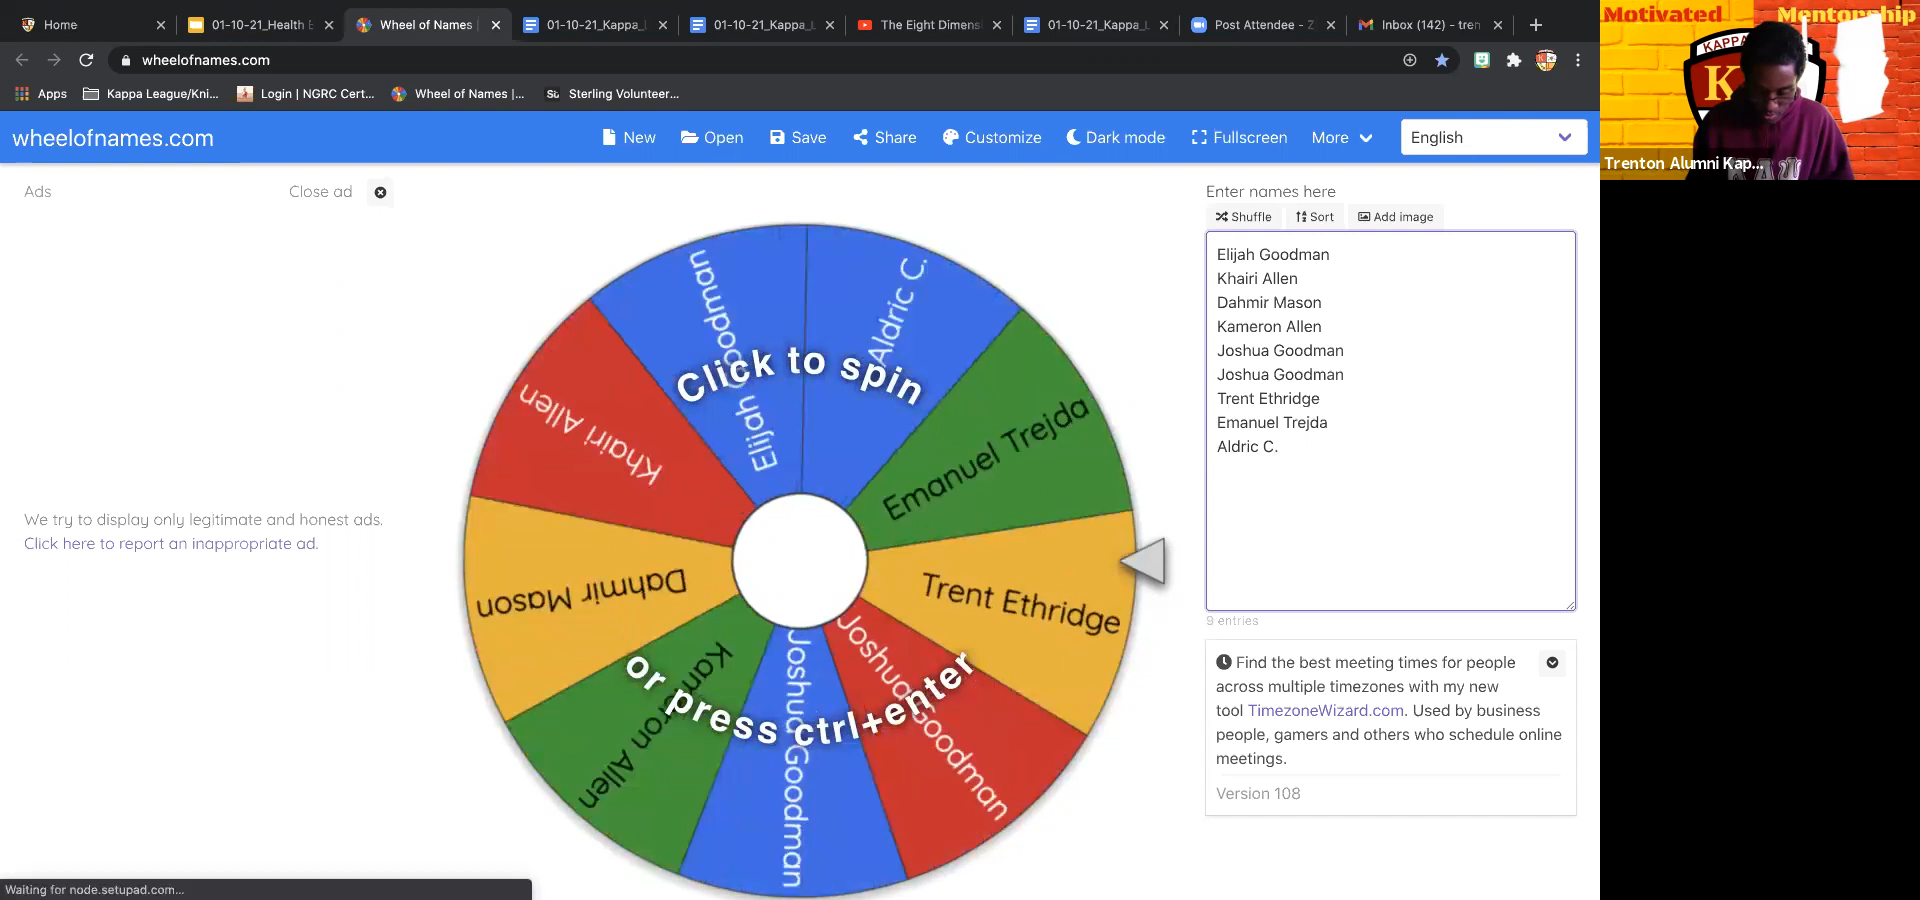 Home
01-10-21_Health E
Wheel of Names |
01-10-21_Kappa_L
01-10-21_Kappa_L
The Eight Dimensi
01-10-21_Kappa_L
Post Attendee - Z
Inbox (142) - tren
wheelofnames.com
Apps
Kappa League/Kni...
Login | NGRC Cert...
Wheel of Names |...
Sterling Volunteer...
wheelofnames.com
New
Open
Save
Share
Customize
Dark mode
Fullscreen
More
English
Motivated Mentorship
KAPPA
K
Trenton Alumni Kap...
Ads
Close ad
We try to display only legitimate and honest ads.
Click here to report an inappropriate ad.
Click to spin
or press ctrl+enter
Elijah Goodman
Aldric C.
Emanuel Trejda
Trent Ethridge
Joshua Goodman
Joshua Goodman
Kameron Allen
Dahmir Mason
Khairi Allen
Enter names here
Shuffle
Sort
Add image
Elijah Goodman
Khairi Allen
Dahmir Mason
Kameron Allen
Joshua Goodman
Joshua Goodman
Trent Ethridge
Emanuel Trejda
Aldric C.
9 entries
Find the best meeting times for people
across multiple timezones with my new
tool TimezoneWizard.com. Used by business
people, gamers and others who schedule online
meetings.
Version 108
Waiting for node.setupad.com...